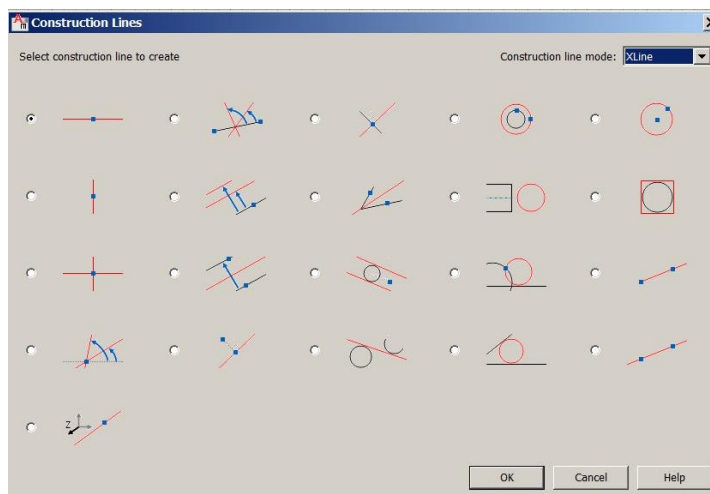 Construction Lines
Select construction line to create
Construction line mode: XLine
Z
OK Cancel Help